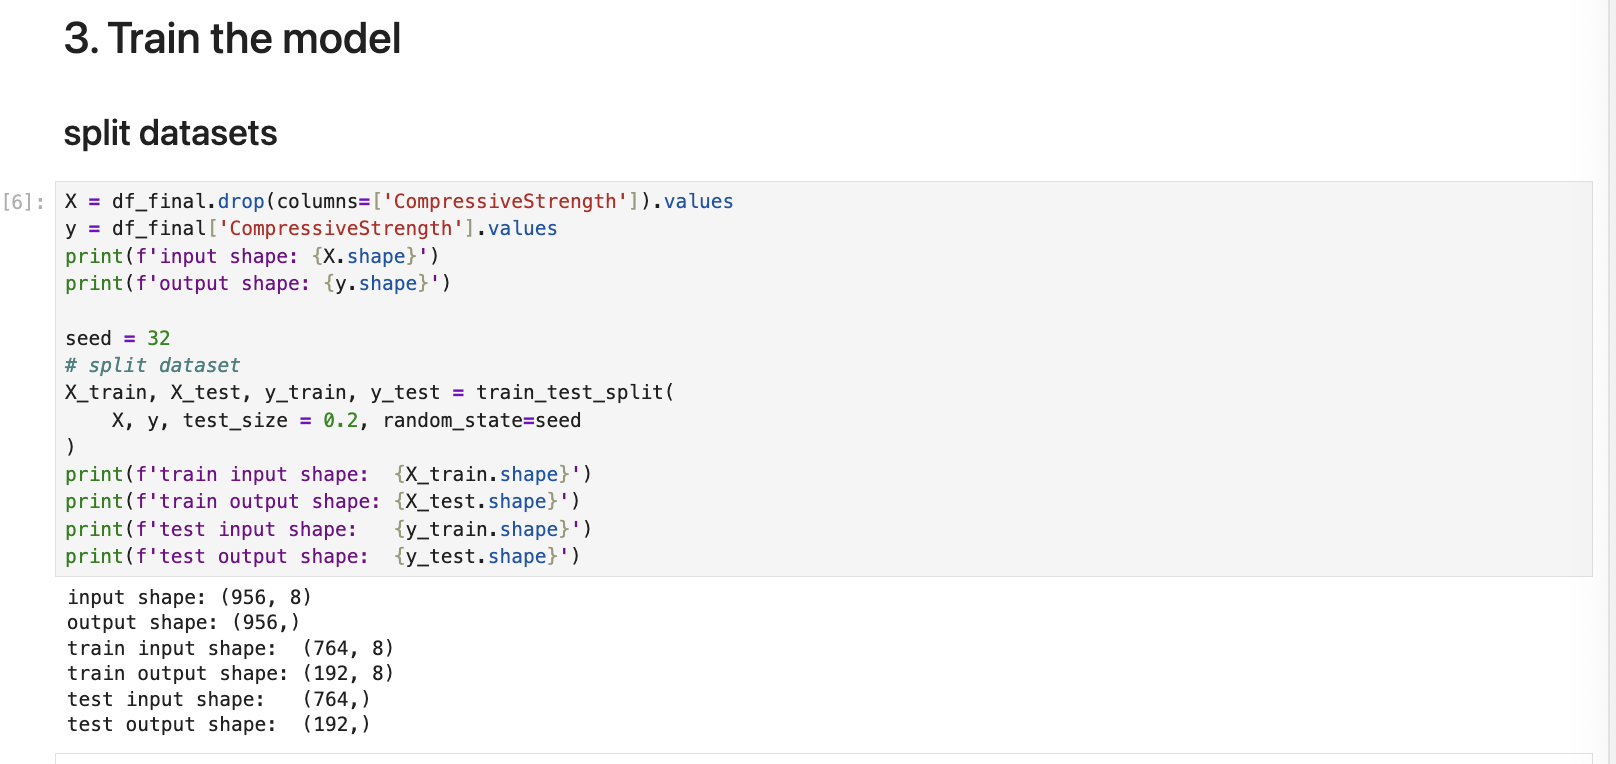 3. Train the model
split datasets
[6]:
X = df_final.drop(columns=['CompressiveStrength']).values
y = df_final['CompressiveStrength'].values
print(f'input shape: {X.shape}')
print(f'output shape: {y.shape}')

seed = 32
# split dataset
X_train, X_test, y_train, y_test = train_test_split(
    X, y, test_size = 0.2, random_state=seed
)
print(f'train input shape:  {X_train.shape}')
print(f'train output shape: {X_test.shape}')
print(f'test input shape:   {y_train.shape}')
print(f'test output shape:  {y_test.shape}')
input shape: (956, 8)
output shape: (956,)
train input shape:  (764, 8)
train output shape: (192, 8)
test input shape:   (764,)
test output shape:  (192,)